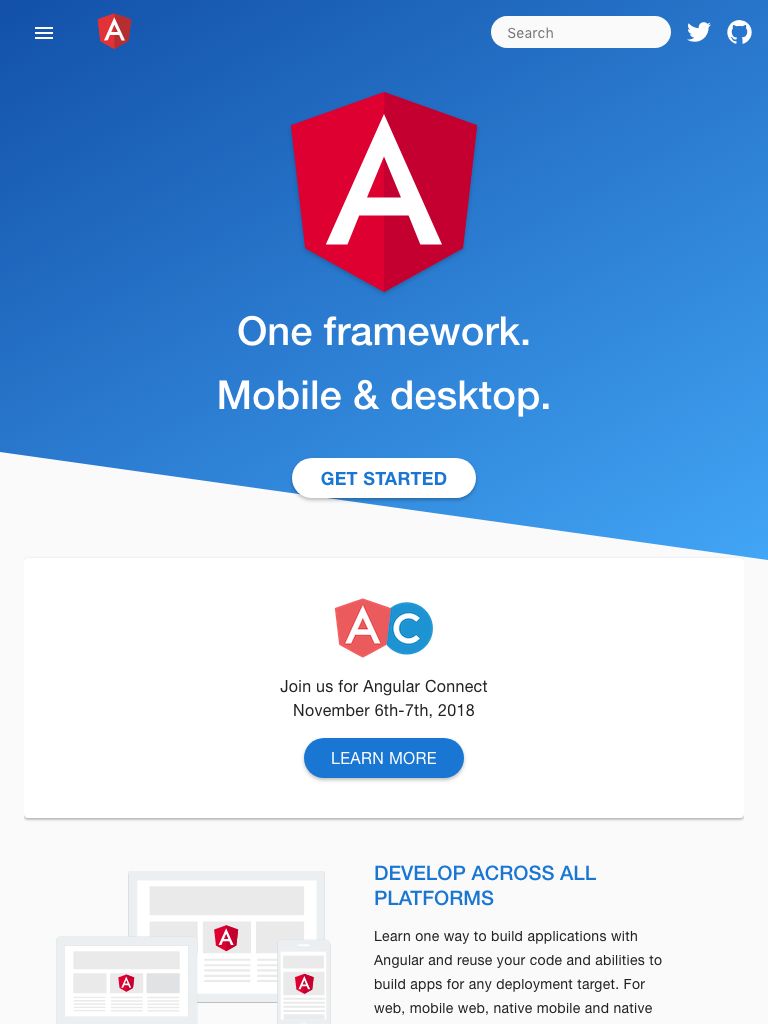 Search
One framework.
Mobile & desktop.
GET STARTED
AC
Join us for Angular Connect
November 6th-7th, 2018
LEARN MORE
DEVELOP ACROSS ALL
PLATFORMS
Learn one way to build applications with
Angular and reuse your code and abilities to
build apps for any deployment target. For
web, mobile web, native mobile and native